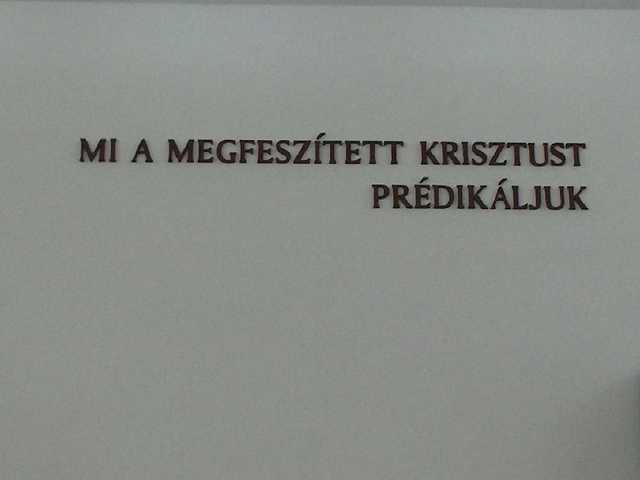 MI A MEGFESZÍTETT KRISZTUST
PRÉDIKÁLJUK